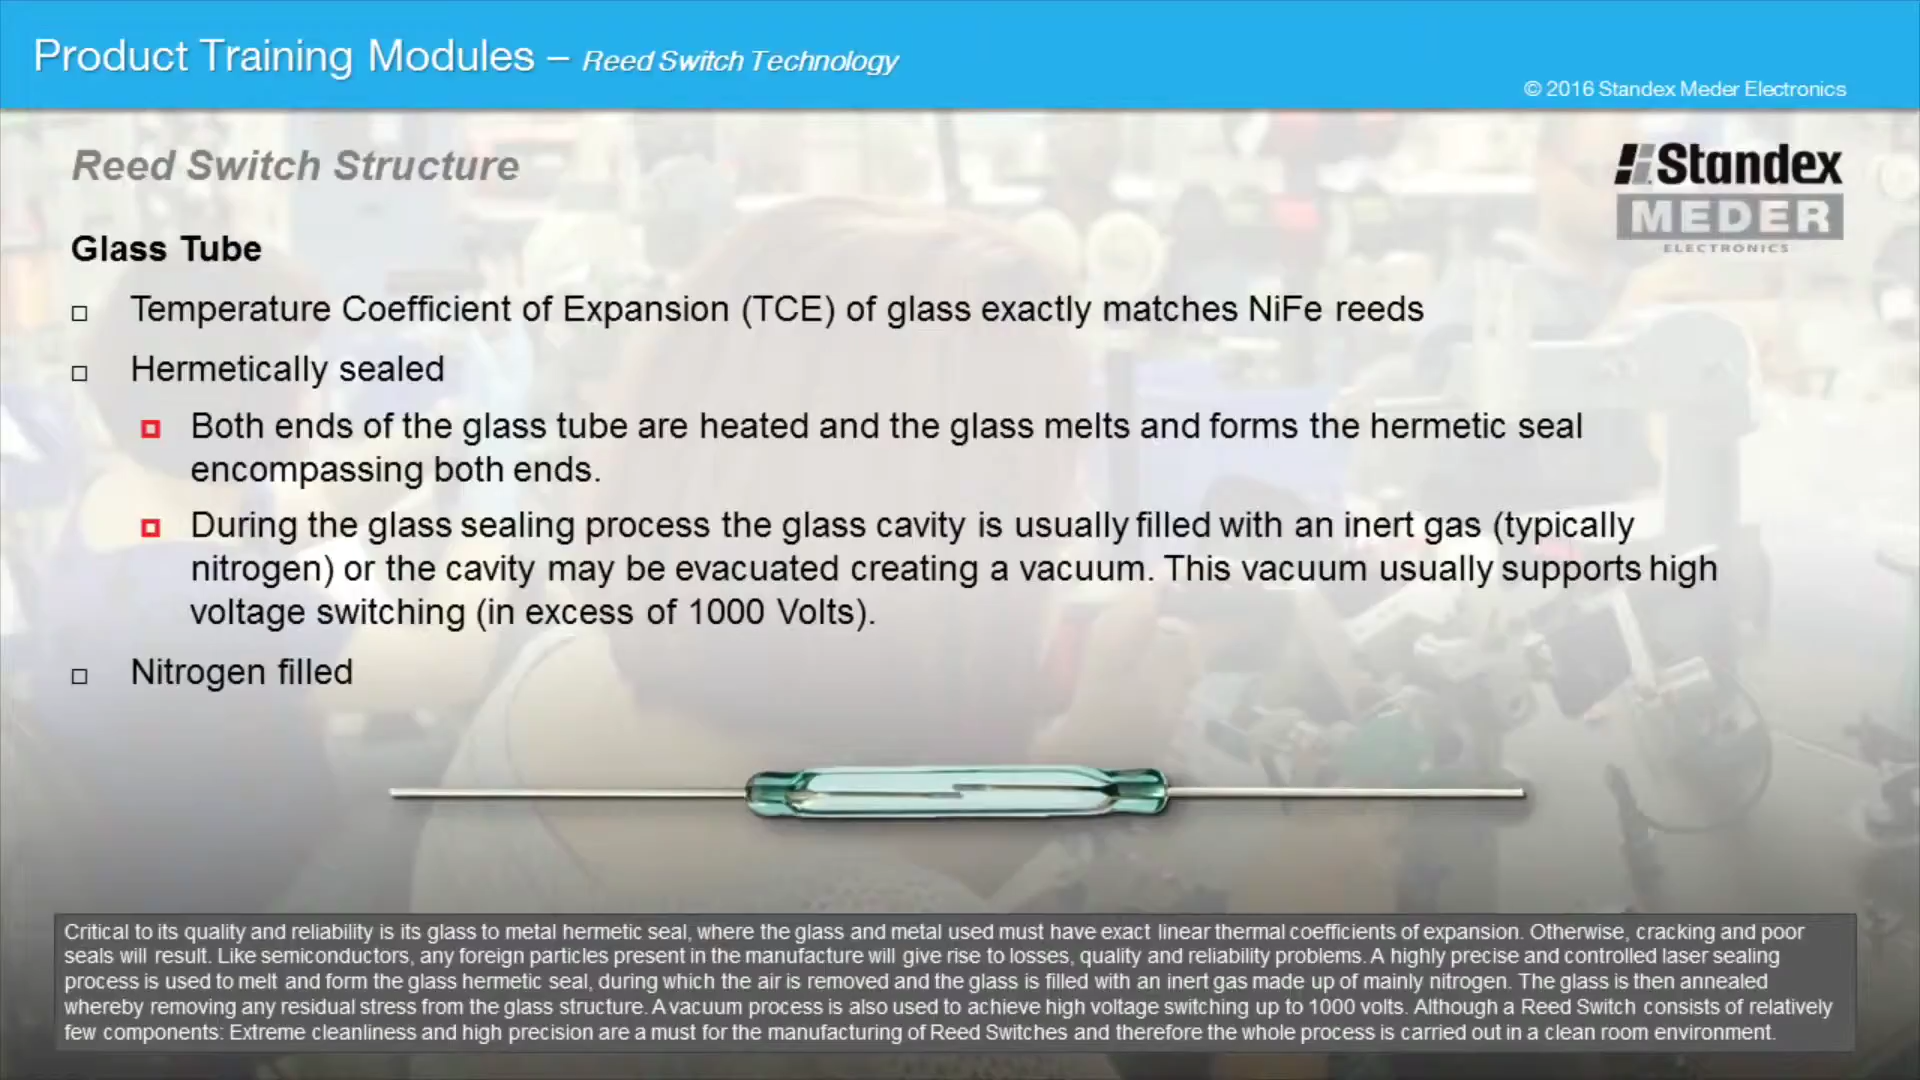 Product Training Modules – Reed Switch Technology
© 2016 Standex Meder Electronics
Reed Switch Structure
Standex
MEDER
ELECTRONICS
Glass Tube
Temperature Coefficient of Expansion (TCE) of glass exactly matches NiFe reeds
Hermetically sealed
Both ends of the glass tube are heated and the glass melts and forms the hermetic seal
encompassing both ends.
During the glass sealing process the glass cavity is usually filled with an inert gas (typically
nitrogen) or the cavity may be evacuated creating a vacuum. This vacuum usually supports high
voltage switching (in excess of 1000 Volts).
Nitrogen filled
Critical to its quality and reliability is its glass to metal hermetic seal, where the glass and metal used must have exact linear thermal coefficients of expansion. Otherwise, cracking and poor
seals will result. Like semiconductors, any foreign particles present in the manufacture will give rise to losses, quality and reliability problems. A highly precise and controlled laser sealing
process is used to melt and form the glass hermetic seal, during which the air is removed and the glass is filled with an inert gas made up of mainly nitrogen. The glass is then annealed
whereby removing any residual stress from the glass structure. A vacuum process is also used to achieve high voltage switching up to 1000 volts. Although a Reed Switch consists of relatively
few components: Extreme cleanliness and high precision are a must for the manufacturing of Reed Switches and therefore the whole process is carried out in a clean room environment.